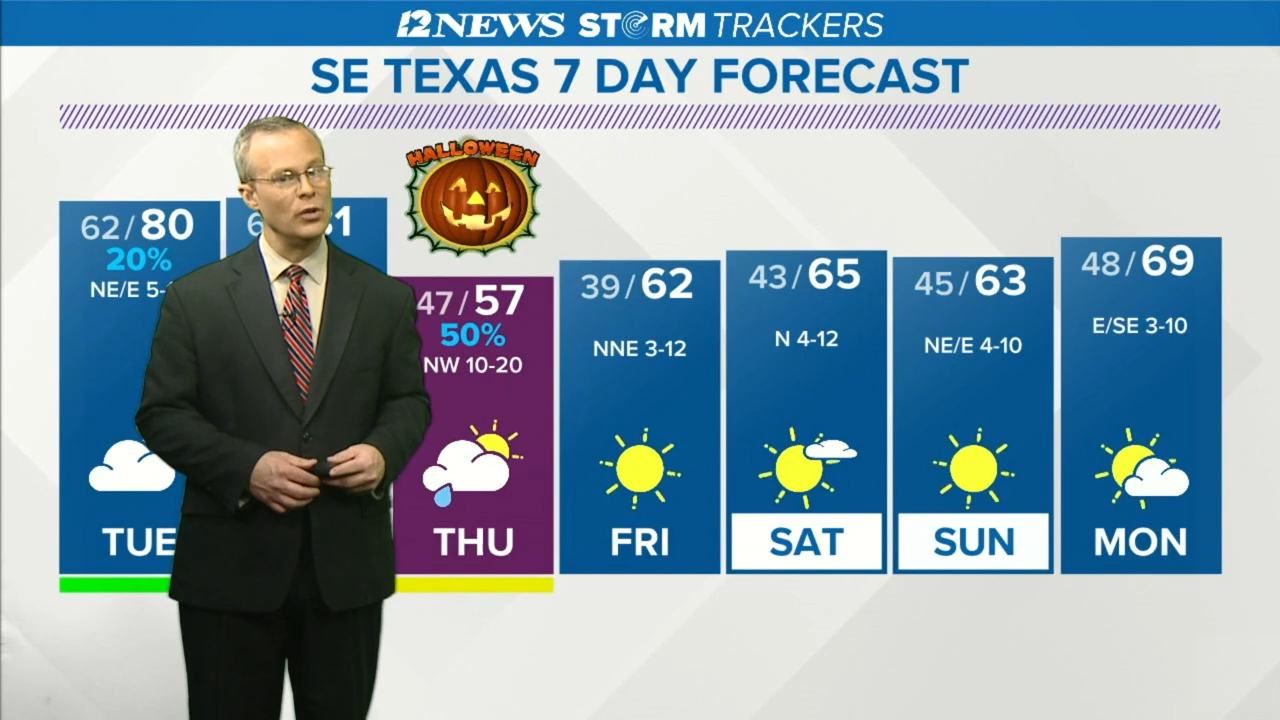 12NEWS STORM TRACKERS
SE TEXAS 7 DAY FORECAST
HALLOWEEN
62/80
20%
NE/E 5-
TUE
47/57
50%
NW 10-20
THU
39/62
NNE 3-12
FRI
43/65
N 4-12
SAT
45/63
NE/E 4-10
SUN
48/69
E/SE 3-10
MON